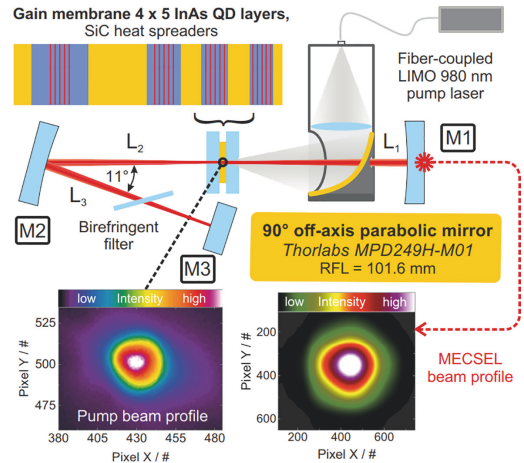 Gain membrane 4 x 5 InAs QD layers,
SiC heat spreaders
Fiber-coupled
LIMO 980 nm
pump laser
L2
L1
M1
11°
L3
M2
Birefringent
filter
M3
90° off-axis parabolic mirror
Thorlabs MPD249H-M01
RFL = 101.6 mm
low Intensity high
525
500
475
Pixel Y / #
Pump beam profile
380 405 430 455 480
Pixel X / #
low Intensity high
200
400
600
Pixel Y / #
200 400 600
Pixel X / #
MECSEL
beam profile